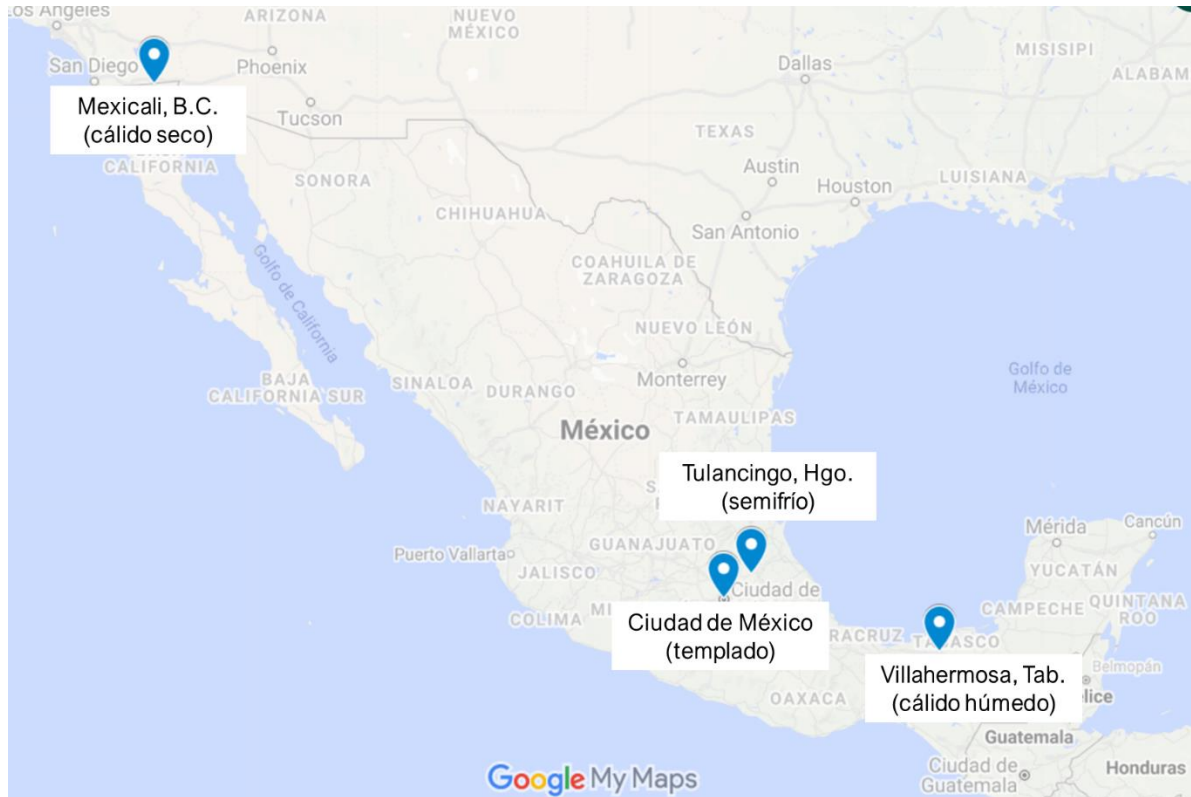 Los Angeles
ARIZONA
NUEVO
MÉXICO
MISISIPI
San Diego
Phoenix
Dallas
ALABAM
Mexicali, B.C.
(cálido seco)
Tucson
TEXAS
CALIFORNIA
SONORA
Austin
Houston
LUISIANA
CHIHUAHUA
San Antonio
COAHUILA DE
ZARAGOZA
Golfo de California
NUEVO LEÓN
Golfo de
México
BAJA
CALIFORNIA SUR
SINALOA
DURANGO
Monterrey
TAMAULIPAS
México
Tulancingo, Hgo.
(semifrío)
NAYARIT
Mérida
Cancún
Puerto Vallarta
GUANAJUATO
JALISCO
YUCATÁN
Ciudad de
COLIMA
CAMPECHE
QUINTANA
ROO
Ciudad de México
(templado)
RACRUZ
TABASCO
Villahermosa, Tab.
(cálido húmedo)
Belmopán
elice
OAXACA
Guatemala
Google My Maps
Ciudad de
Guatemala
Honduras